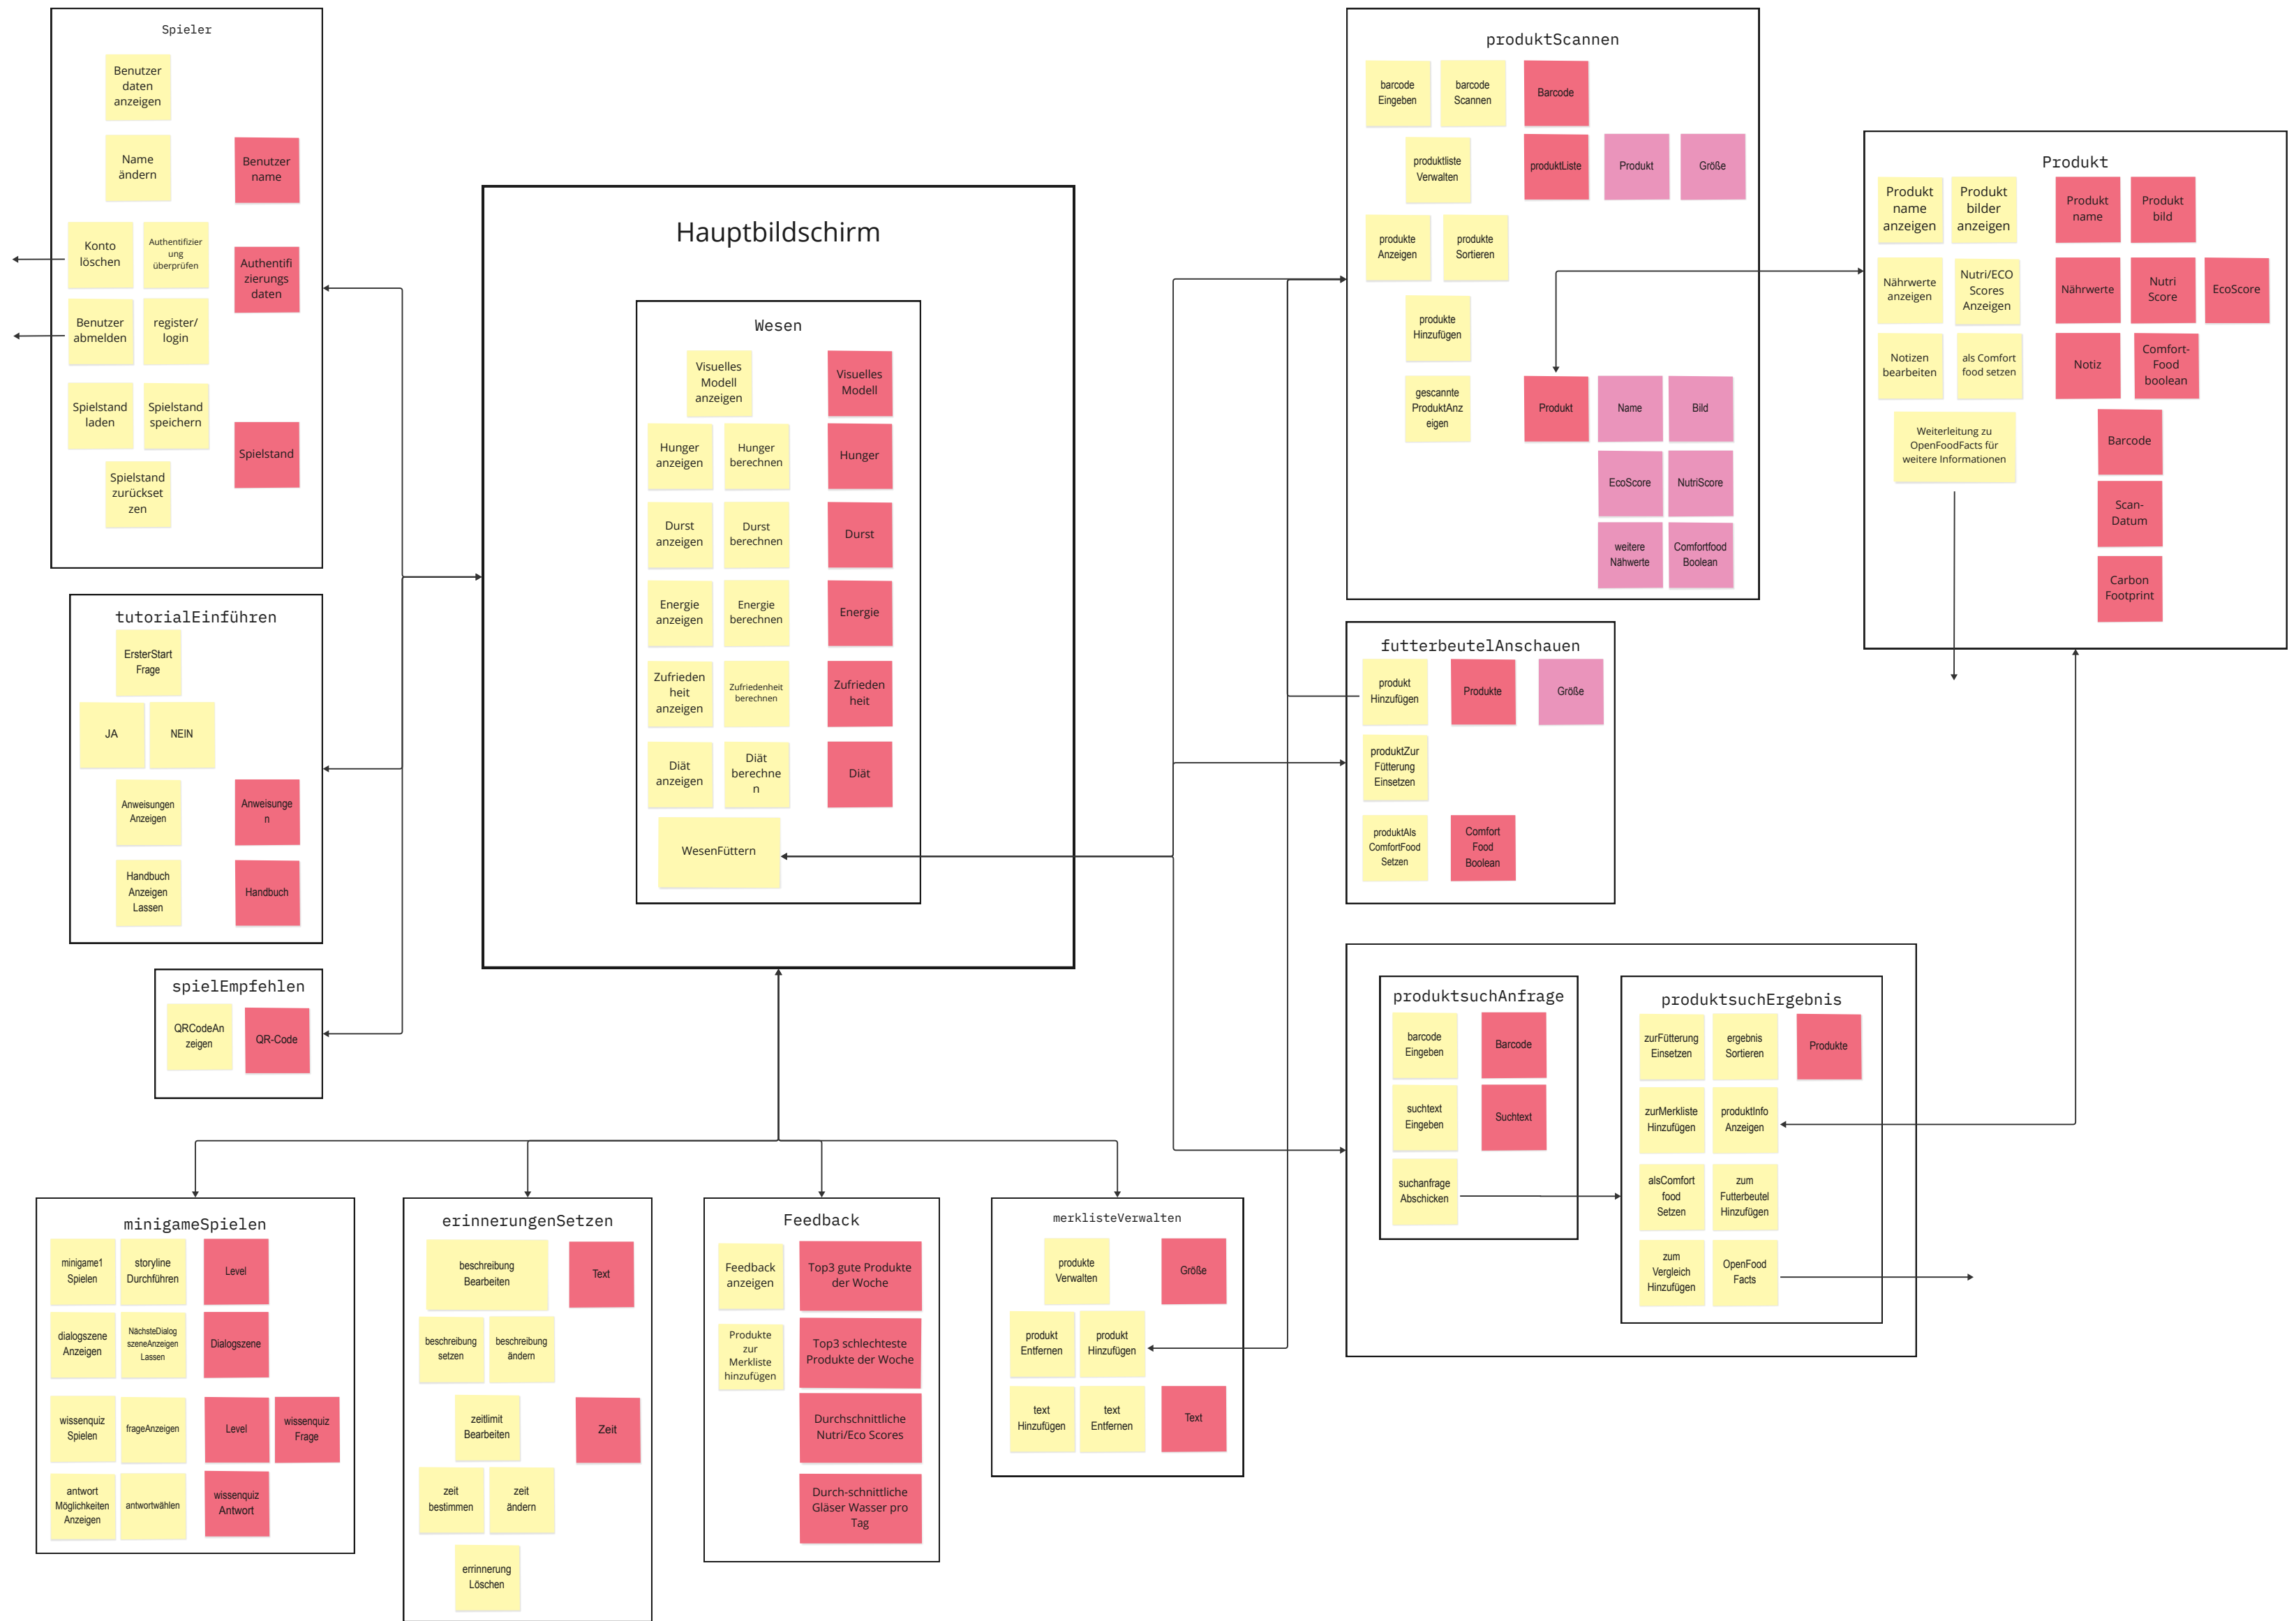 Spieler
Benutzer
daten
anzeigen
Name
ändern
Benutzer
name
Konto
löschen
Authentifizier
ung
überprüfen
Authentifi
zierungs
daten
Benutzer
abmelden
register/
login
Spielstand
laden
Spielstand
speichern
Spielstand
Spielstand
zurückset
zen
tutorialEinführen
ErsterStart
Frage
JA
NEIN
Anweisungen
Anzeigen
Anweisunge
n
Handbuch
Anzeigen
Lassen
Handbuch
spielEmpfehlen
QRCodeAn
zeigen
QR-Code
Hauptbildschirm
Wesen
Visuelles
Modell
anzeigen
Visuelles
Modell
Hunger
anzeigen
Hunger
berechnen
Hunger
Durst
anzeigen
Durst
berechnen
Durst
Energie
anzeigen
Energie
berechnen
Energie
Zufrieden
heit
anzeigen
Zufriedenheit
berechnen
Zufrieden
heit
Diät
anzeigen
Diät
berechne
n
Diät
WesenFüttern
produktScannen
barcode
Eingeben
barcode
Scannen
Barcode
produktliste
Verwalten
produktListe
Produkt
Größe
produkte
Anzeigen
produkte
Sortieren
produkte
Hinzufügen
gescannte
ProduktAnz
eigen
Produkt
Name
Bild
EcoScore
NutriScore
weitere
Nähwerte
Comfortfood
Boolean
Produkt
Produkt
name
anzeigen
Produkt
bilder
anzeigen
Produkt
name
Produkt
bild
Nährwerte
anzeigen
Nutri/ECO
Scores
Anzeigen
Nährwerte
Nutri
Score
EcoScore
Notizen
bearbeiten
als Comfort
food setzen
Notiz
Comfort-
Food
boolean
Weiterleitung zu
OpenFoodFacts für
weitere Informationen
Barcode
Scan-
Datum
Carbon
Footprint
futterbeutelAnschauen
produkt
Hinzufügen
Produkte
Größe
produktZur
Fütterung
Einsetzen
produktAls
ComfortFood
Setzen
Comfort
Food
Boolean
produktsuchAnfrage
barcode
Eingeben
Barcode
suchtext
Eingeben
Suchtext
suchanfrage
Abschicken
produktsuchErgebnis
zurFütterung
Einsetzen
ergebnis
Sortieren
Produkte
zurMerkliste
Hinzufügen
produktInfo
Anzeigen
alsComfort
food
Setzen
zum
Futterbeutel
Hinzufügen
zum
Vergleich
Hinzufügen
OpenFood
Facts
minigameSpielen
minigame1
Spielen
storyline
Durchführen
Level
dialogszene
Anzeigen
NächsteDialog
szeneAnzeigen
Lassen
Dialogszene
wissenquiz
Spielen
frageAnzeigen
Level
wissenquiz
Frage
antwort
Möglichkeiten
Anzeigen
antwortwählen
wissenquiz
Antwort
erinnerungenSetzen
beschreibung
Bearbeiten
Text
beschreibung
setzen
beschreibung
ändern
zeitlimit
Bearbeiten
Zeit
zeit
bestimmen
zeit
ändern
errinnerung
Löschen
Feedback
Feedback
anzeigen
Top3 gute Produkte
der Woche
Produkte
zur
Merkliste
hinzufügen
Top3 schlechteste
Produkte der Woche
Durchschnittliche
Nutri/Eco Scores
Durch-schnittliche
Gläser Wasser pro
Tag
merklisteVerwalten
produkte
Verwalten
Größe
produkt
Entfernen
produkt
Hinzufügen
text
Hinzufügen
text
Entfernen
Text